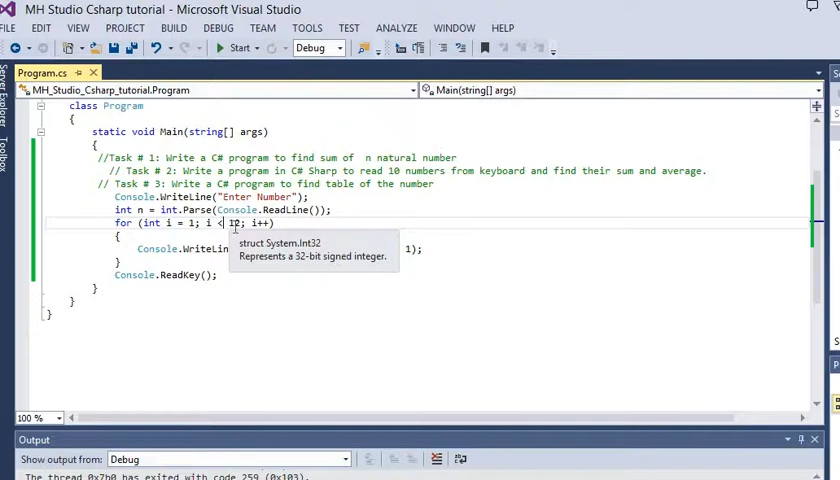 MH Studio Csharp tutorial - Microsoft Visual Studio
FILE EDIT VIEW PROJECT BUILD DEBUG TEAM TOOLS TEST ANALYZE WINDOW HELP
Start Debug
Server Explorer
Toolbox
Program.cs
MH_Studio_Csharp_tutorial.Program
Main(string[] args)
class Program
{
static void Main(string[] args)
{
//Task # 1: Write a C# program to find sum of n natural number
// Task # 2: Write a program in C# Sharp to read 10 numbers from keyboard and find their sum and average.
// Task # 3: Write a C# program to find table of the number
Console.WriteLine("Enter Number");
int n = int.Parse(Console.ReadLine());
for (int i = 1; i < 12; i++)
{
struct System.Int32
Console.WriteLin 1);
Represents a 32-bit signed integer.
}
Console.ReadKey();
}
}
}
100 %
Output
Show output from: Debug
The thread 0x7b0 has exited with code 259 (0x103).